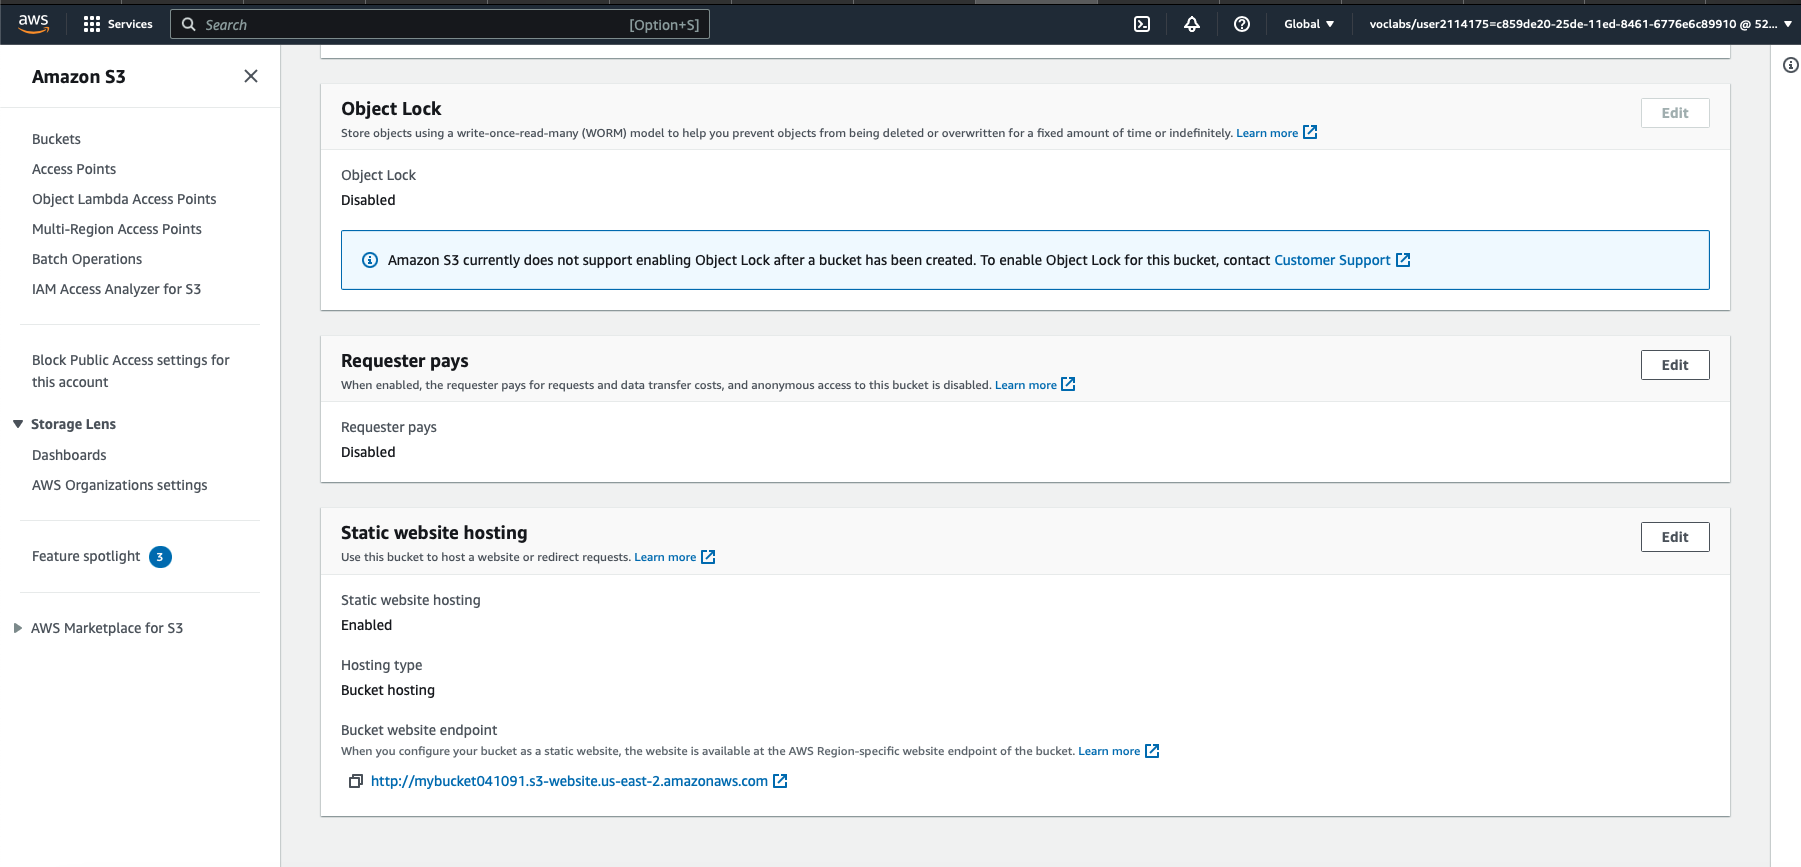 aws
Services
Search [Option+S]
Global
voclabs/user2114175=c859de20-25de-11ed-8461-6776e6c89910 @ 52...
Amazon S3
Buckets
Access Points
Object Lambda Access Points
Multi-Region Access Points
Batch Operations
IAM Access Analyzer for S3
Block Public Access settings for
this account
Storage Lens
Dashboards
AWS Organizations settings
Feature spotlight 3
AWS Marketplace for S3
Object Lock
Edit
Store objects using a write-once-read-many (WORM) model to help you prevent objects from being deleted or overwritten for a fixed amount of time or indefinitely. Learn more
Object Lock
Disabled
Amazon S3 currently does not support enabling Object Lock after a bucket has been created. To enable Object Lock for this bucket, contact Customer Support
Requester pays
Edit
When enabled, the requester pays for requests and data transfer costs, and anonymous access to this bucket is disabled. Learn more
Requester pays
Disabled
Static website hosting
Edit
Use this bucket to host a website or redirect requests. Learn more
Static website hosting
Enabled
Hosting type
Bucket hosting
Bucket website endpoint
When you configure your bucket as a static website, the website is available at the AWS Region-specific website endpoint of the bucket. Learn more
http://mybucket041091.s3-website.us-east-2.amazonaws.com